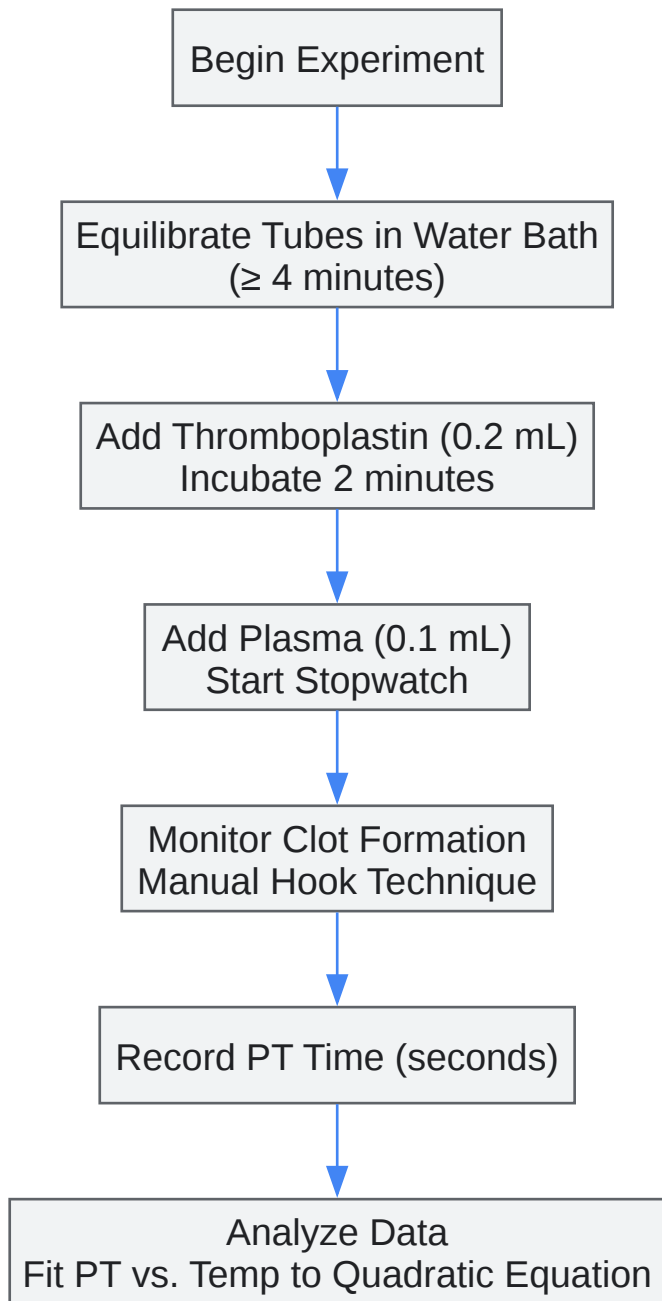 Begin Experiment
Equilibrate Tubes in Water Bath
(≥ 4 minutes)
Add Thromboplastin (0.2 mL)
Incubate 2 minutes
Add Plasma (0.1 mL)
Start Stopwatch
Monitor Clot Formation
Manual Hook Technique
Record PT Time (seconds)
Analyze Data
Fit PT vs. Temp to Quadratic Equation